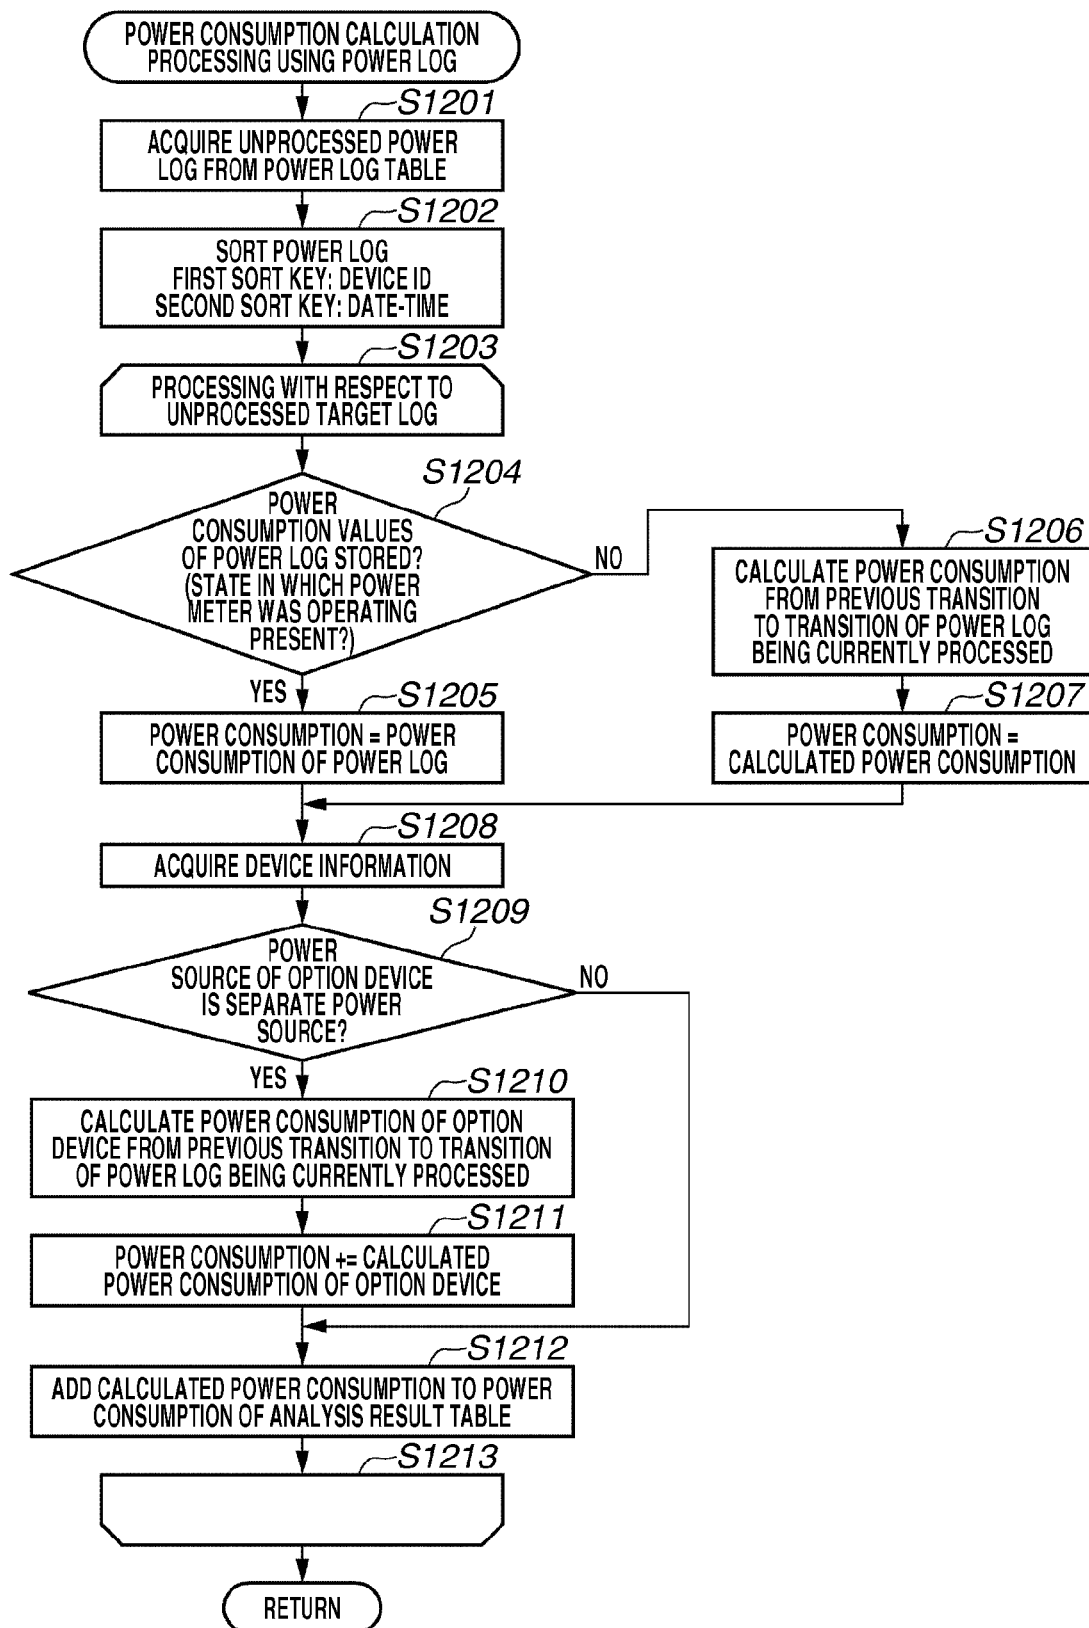 POWER CONSUMPTION CALCULATION
PROCESSING USING POWER LOG
S1201
ACQUIRE UNPROCESSED POWER
LOG FROM POWER LOG TABLE
S1202
SORT POWER LOG
FIRST SORT KEY: DEVICE ID
SECOND SORT KEY: DATE-TIME
S1203
PROCESSING WITH RESPECT TO
UNPROCESSED TARGET LOG
S1204
POWER
CONSUMPTION VALUES
OF POWER LOG STORED?
(STATE IN WHICH POWER
METER WAS OPERATING
PRESENT?)
NO
S1206
CALCULATE POWER CONSUMPTION
FROM PREVIOUS TRANSITION
TO TRANSITION OF POWER LOG
BEING CURRENTLY PROCESSED
YES
S1205
POWER CONSUMPTION = POWER
CONSUMPTION OF POWER LOG
S1207
POWER CONSUMPTION =
CALCULATED POWER CONSUMPTION
S1208
ACQUIRE DEVICE INFORMATION
S1209
POWER
SOURCE OF OPTION DEVICE
IS SEPARATE POWER
SOURCE?
NO
YES
S1210
CALCULATE POWER CONSUMPTION OF OPTION
DEVICE FROM PREVIOUS TRANSITION TO TRANSITION
OF POWER LOG BEING CURRENTLY PROCESSED
S1211
POWER CONSUMPTION += CALCULATED
POWER CONSUMPTION OF OPTION DEVICE
S1212
ADD CALCULATED POWER CONSUMPTION TO POWER
CONSUMPTION OF ANALYSIS RESULT TABLE
S1213
RETURN